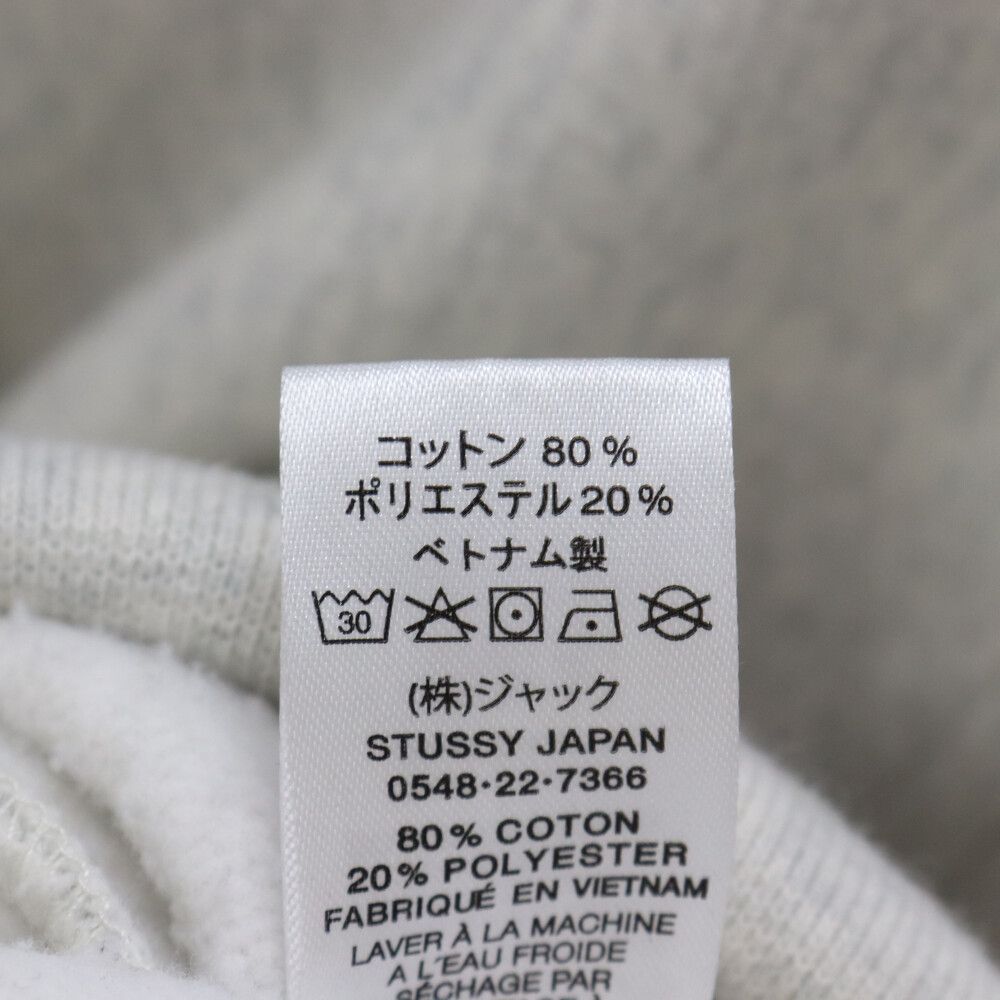 コットン 80 %
ポリエステル 20 %
ベトナム製
30
(株)ジャック
STUSSY JAPAN
0548·22·7366
80 % COTON
20 % POLYESTER
FABRIQUÉ EN VIETNAM
LAVER À LA MACHINE
A L'EAU FROIDE
SÉCHAGE PAR